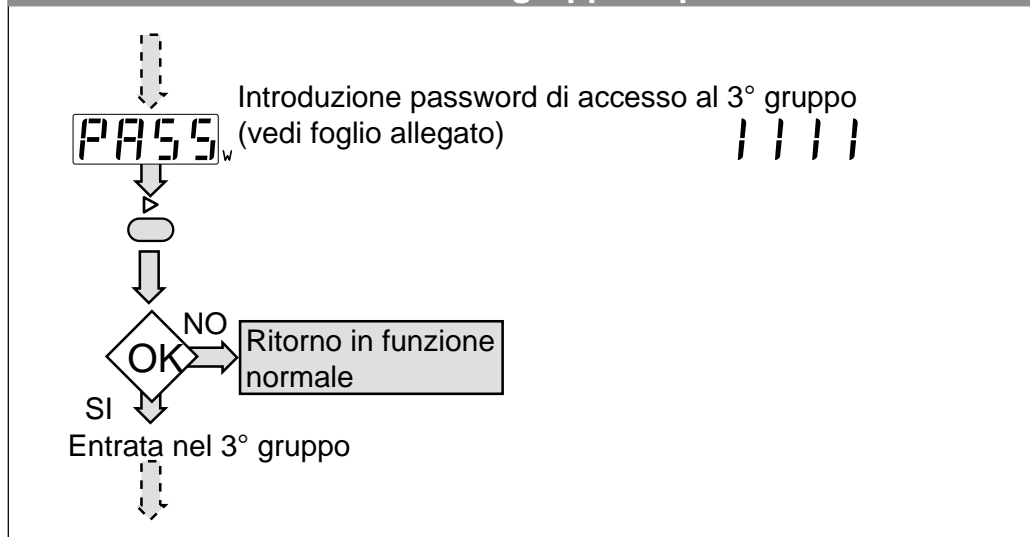 Introduzione password di accesso al 3° gruppo
PASS W (vedi foglio allegato) 1111
NO
OK Ritorno in funzione
normale
SI
Entrata nel 3° gruppo